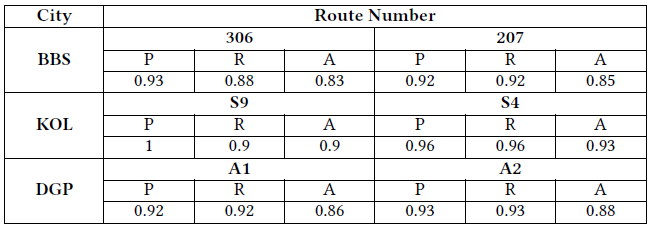 City Route Number
BBS 306 207
P R A P R A
0.93 0.88 0.83 0.92 0.92 0.85
KOL S9 S4
P R A P R A
1 0.9 0.9 0.96 0.96 0.93
DGP A1 A2
P R A P R A
0.92 0.92 0.86 0.93 0.93 0.88